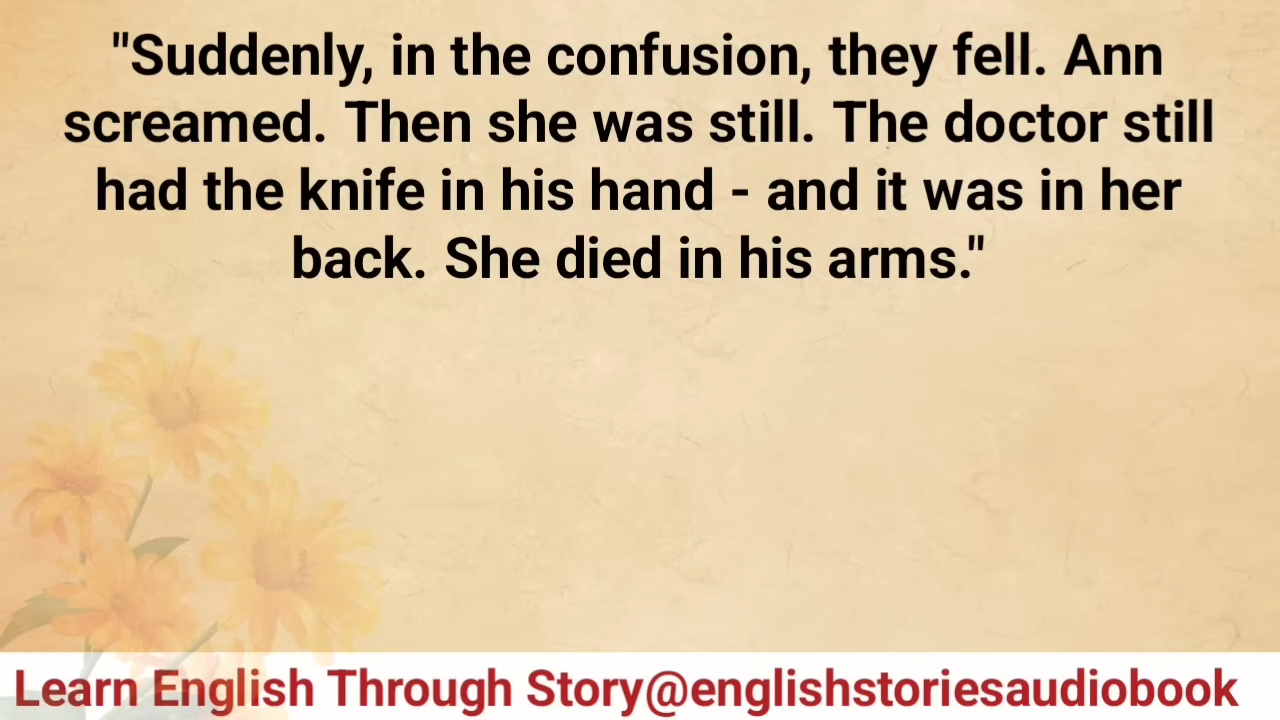 "Suddenly, in the confusion, they fell. Ann
screamed. Then she was still. The doctor still
had the knife in his hand - and it was in her
back. She died in his arms."
Learn English Through Story@englishstoriesaudiobook